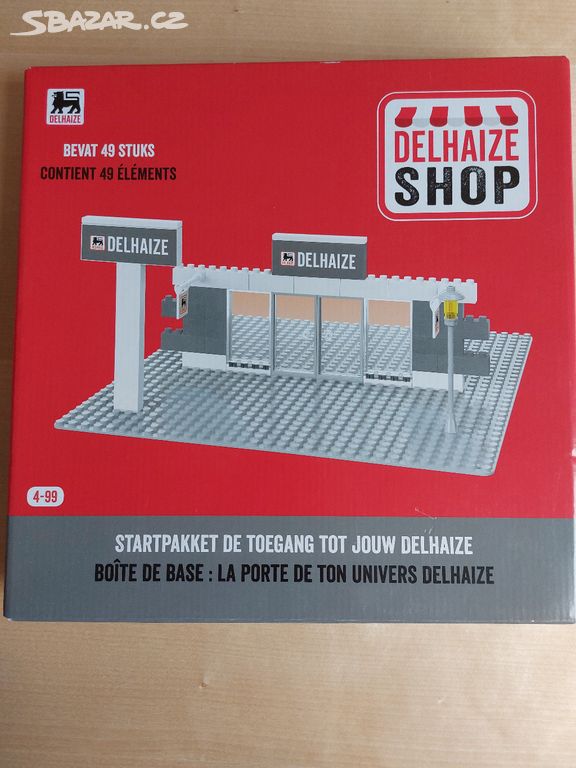 SBAZAR.CZ
DELHAIZE
BEVAT 49 STUKS
CONTIENT 49 ÉLÉMENTS
DELHAIZE
SHOP
DELHAIZE
DELHAIZE
4-99
STARTPAKKET DE TOEGANG TOT JOUW DELHAIZE
BOÎTE DE BASE : LA PORTE DE TON UNIVERS DELHAIZE